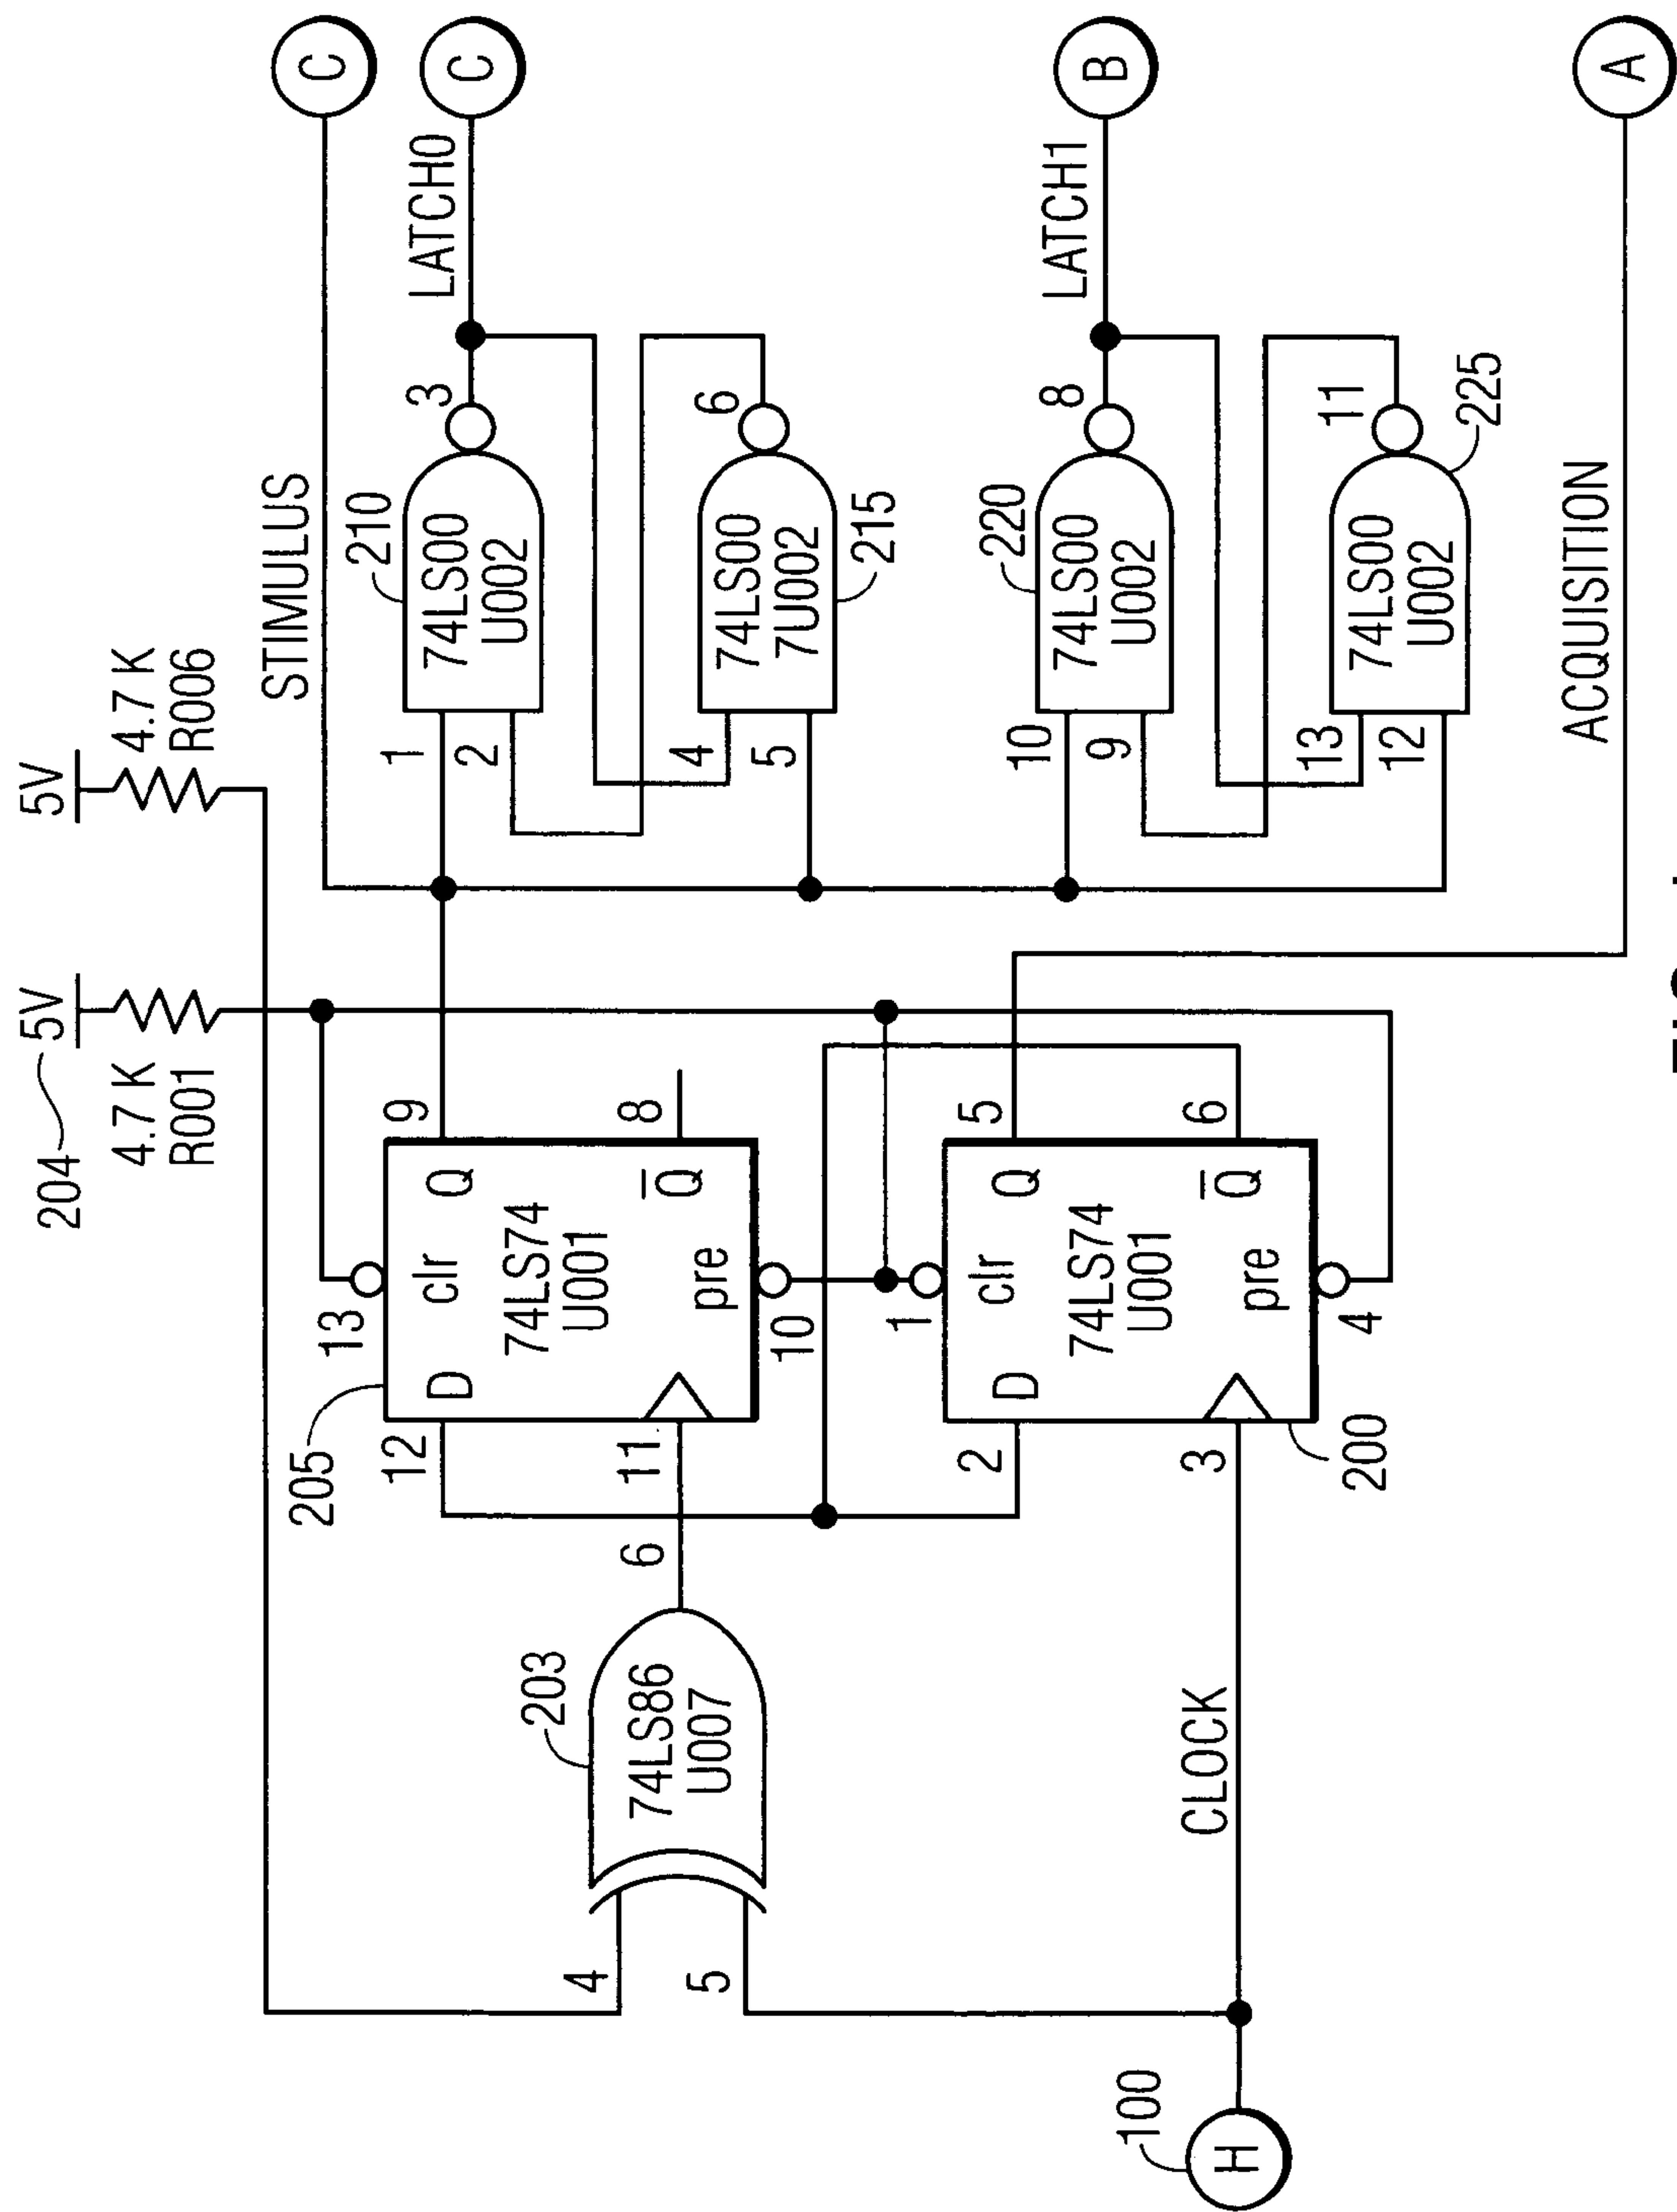 204
5V
4.7 K
R001
5V
4.7 K
R006
STIMULUS
C
LATCH0
C
LATCH1
B
ACQUISITION
A
205
13
clr
D
Q
12
9
74LS74
U001
Q
8
11
pre
10
1
clr
D
Q
2
5
74LS74
U001
Q
6
3
pre
4
200
203
74LS86
U007
4
5
6
CLOCK
100
H
210
74LS00
U002
1
2
3
74LS00
7U002
215
4
5
6
220
74LS00
U002
10
9
8
74LS00
U002
225
13
12
11